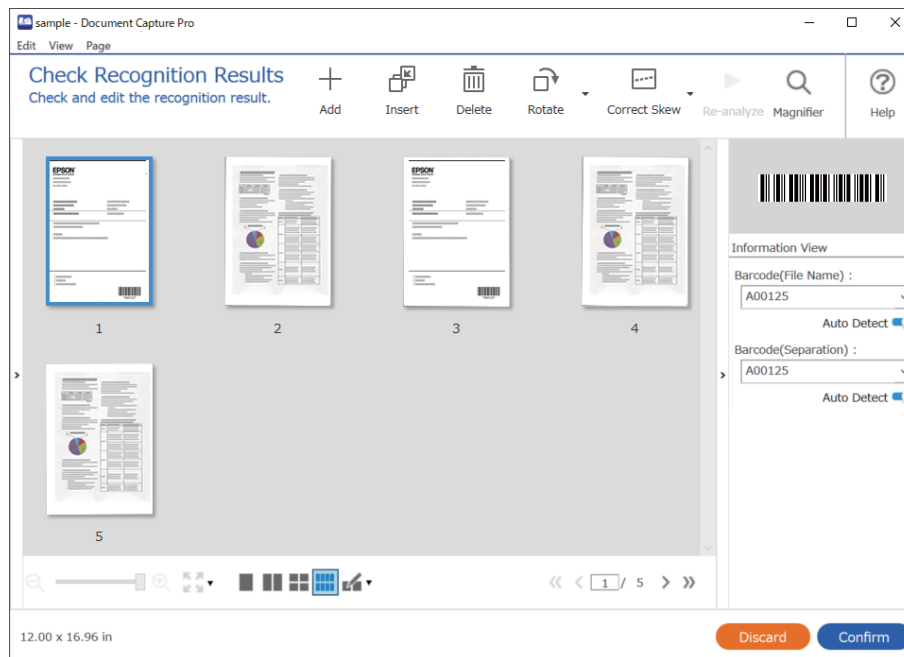 sample - Document Capture Pro
Edit View Page
Check Recognition Results
Check and edit the recognition result.
Add
Insert
Delete
Rotate
Correct Skew
Re-analyze
Magnifier
Help
EPSON
EPSON
1
2
3
4
5
Information View
Barcode(File Name) :
A00125
Auto Detect
Barcode(Separation) :
A00125
Auto Detect
1 / 5
12.00 x 16.96 in
Discard
Confirm